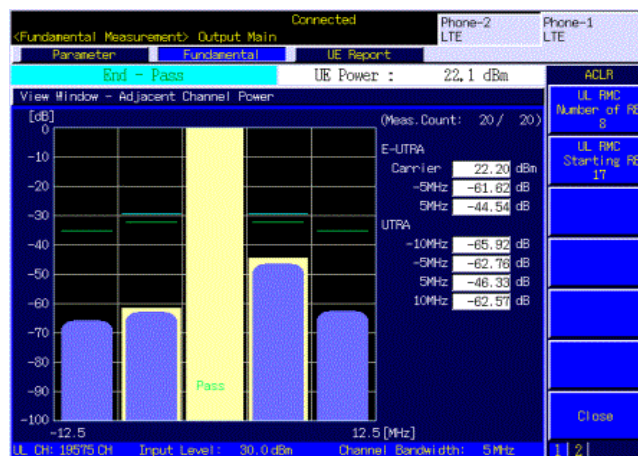 Connected
Phone-2
LTE
Phone-1
LTE
<Fundamental Measurement> Output Main
Parameter
Fundamental
UE Report
End - Pass
UE Power : 22.1 dBm
ACLR
View Window - Adjacent Channel Power
UL RMC
Number of RB
8
UL RMC
Starting RB
17
[dB]
(Meas.Count: 20/ 20)
0
-10
-20
-30
-40
-50
-60
-70
-80
-90
-100
E-UTRA
Carrier 22.20 dBm
-5MHz -61.62 dB
5MHz -44.54 dB
UTRA
-10MHz -65.92 dB
-5MHz -62.76 dB
5MHz -46.33 dB
10MHz -62.57 dB
Pass
-12.5
12.5[MHz]
Close
UL CH: 19575 CH Input Level: 30.0dBm Channel Bandwidth: 5MHz
1 2